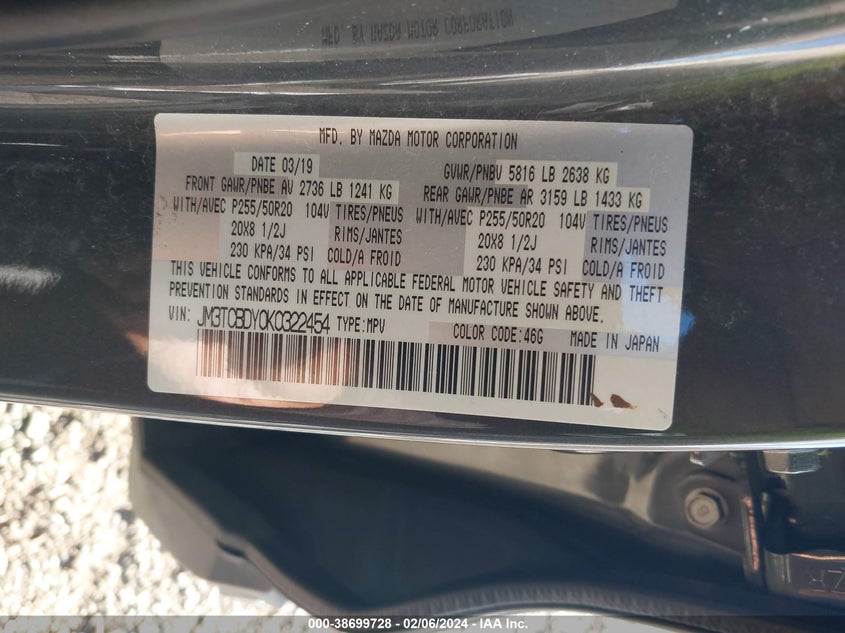 MFD. BY MAZDA MOTOR CORPORATION
MFD. BY MAZDA MOTOR CORPORATION
DATE 03/19 GVWR/PNBV 5816 LB 2638 KG
FRONT GAWR/PNBE AV 2736 LB 1241 KG REAR GAWR/PNBE AR 3159 LB 1433 KG
WITH/AVEC P255/50R20 104V TIRES/PNEUS WITH/AVEC P255/50R20 104V TIRES/PNEUS
20X8 1/2J RIMS/JANTES 20X8 1/2J RIMS/JANTES
230 KPA/34 PSI COLD/A FROID 230 KPA/34 PSI COLD/A FROID
THIS VEHICLE CONFORMS TO ALL APPLICABLE FEDERAL MOTOR VEHICLE SAFETY AND THEFT
PREVENTION STANDARDS IN EFFECT ON THE DATE OF MANUFACTURE SHOWN ABOVE.
VIN: JM3TCBDY0K0322454 TYPE:MPV COLOR CODE:46G MADE IN JAPAN
000-38699728 - 02/06/2024 - IAA Inc.